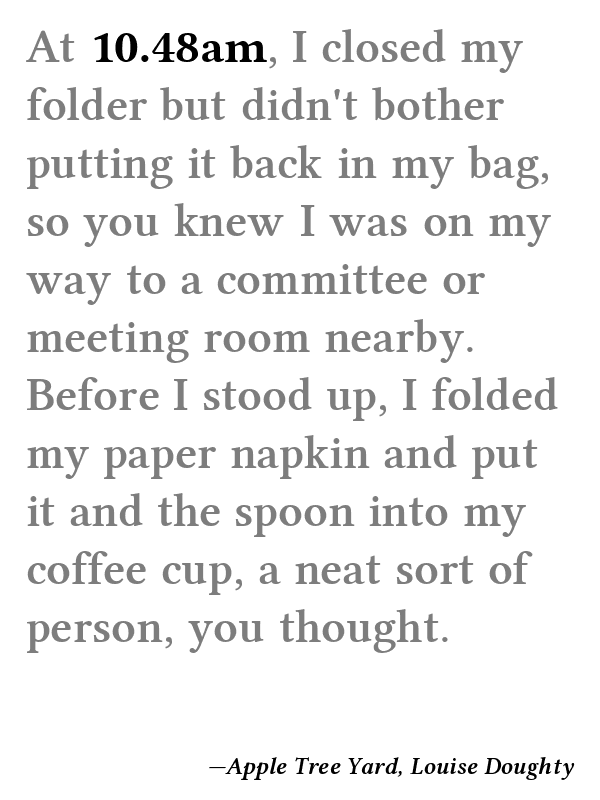 At 10.48am, I closed my
folder but didn't bother
putting it back in my bag,
so you knew I was on my
way to a committee or
meeting room nearby.
Before I stood up, I folded
my paper napkin and put
it and the spoon into my
coffee cup, a neat sort of
person, you thought.
—Apple Tree Yard, Louise Doughty